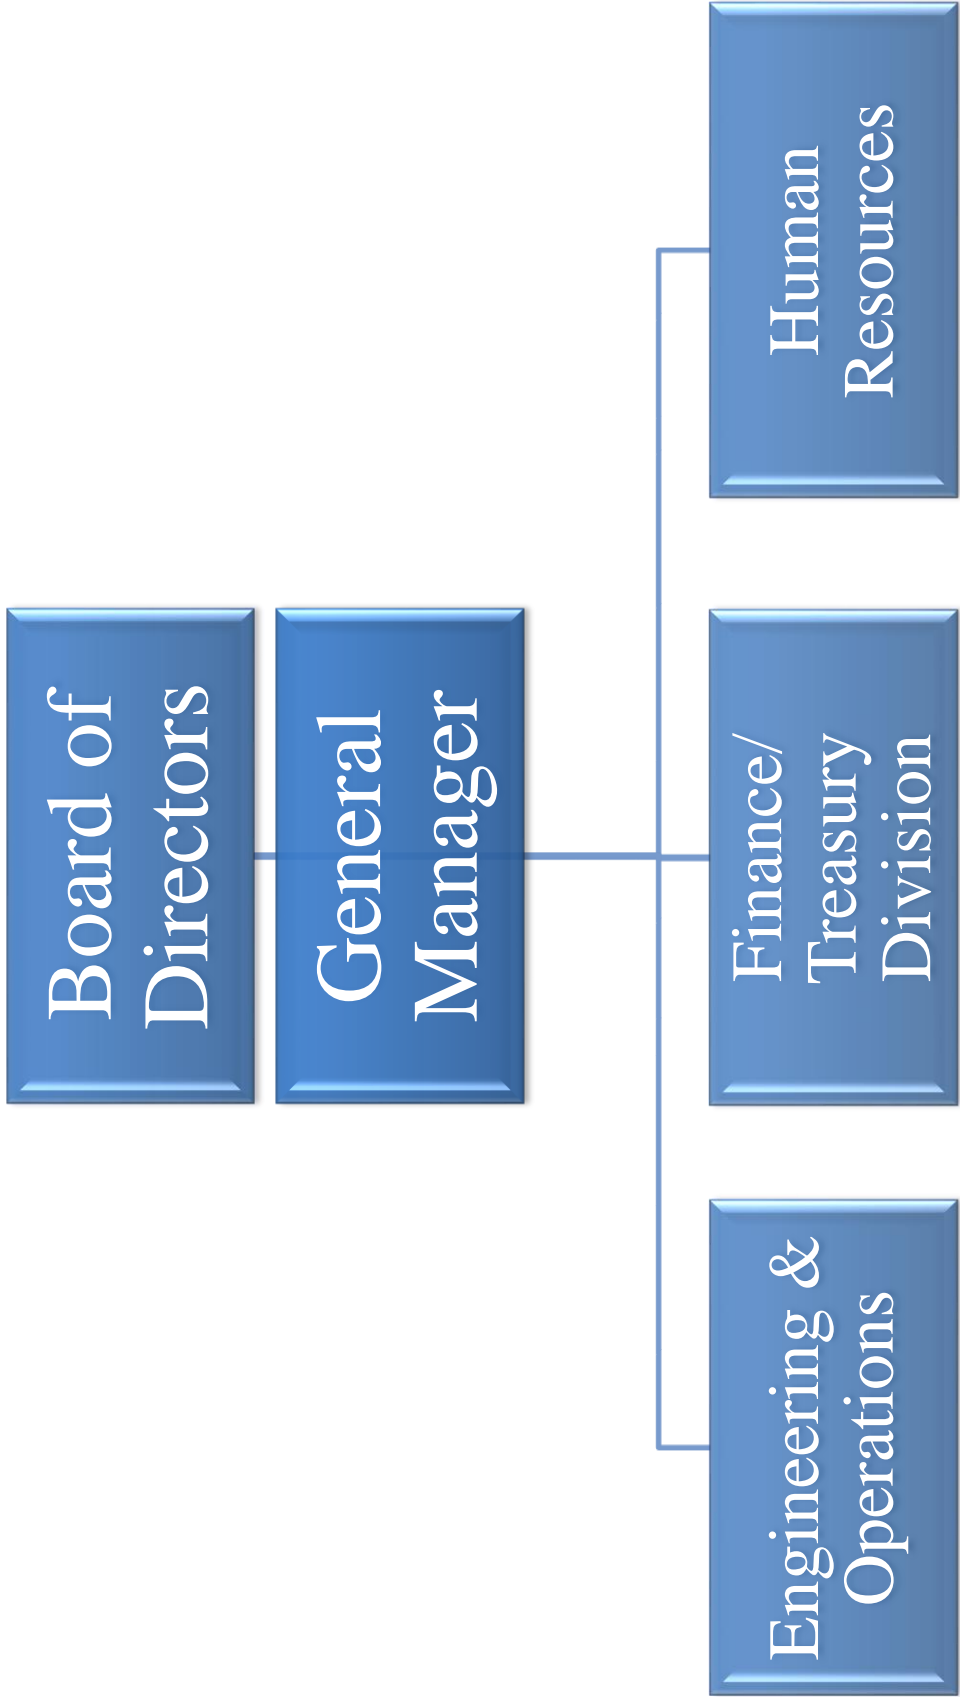 Board of
Directors
General
Manager
Engineering &
Operations
Finance/
Treasury
Division
Human
Resources